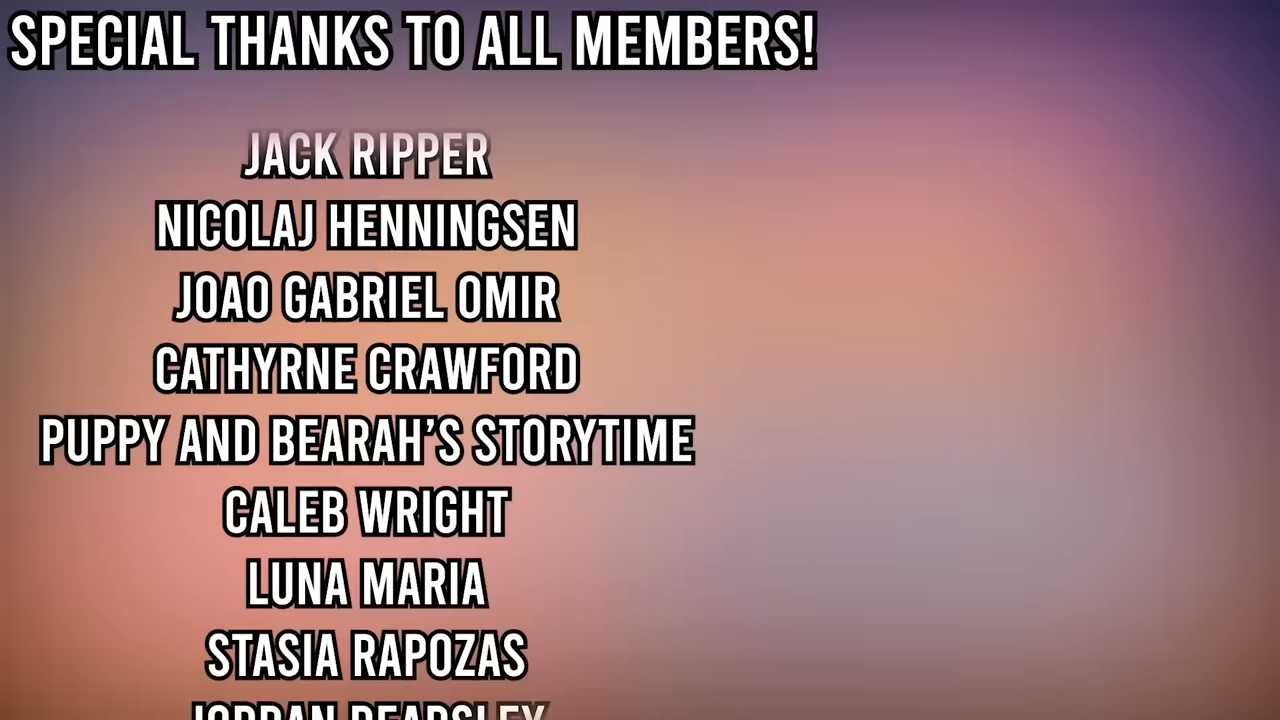 SPECIAL THANKS TO ALL MEMBERS!
JACK RIPPER
NICOLAJ HENNINGSEN
JOAO GABRIEL OMIR
CATHYRNE CRAWFORD
PUPPY AND BEARAH'S STORYTIME
CALEB WRIGHT
LUNA MARIA
STASIA RAPOZAS
JORDAN BEARDSLEY